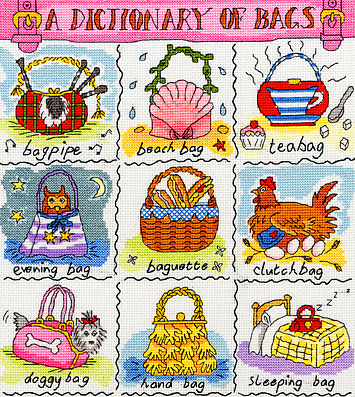 A DICTIONARY OF BAGS
bagpipe
beach bag
teabag
evening bag
baguette
clutchbag
doggy bag
hand bag
z z z
sleeping bag